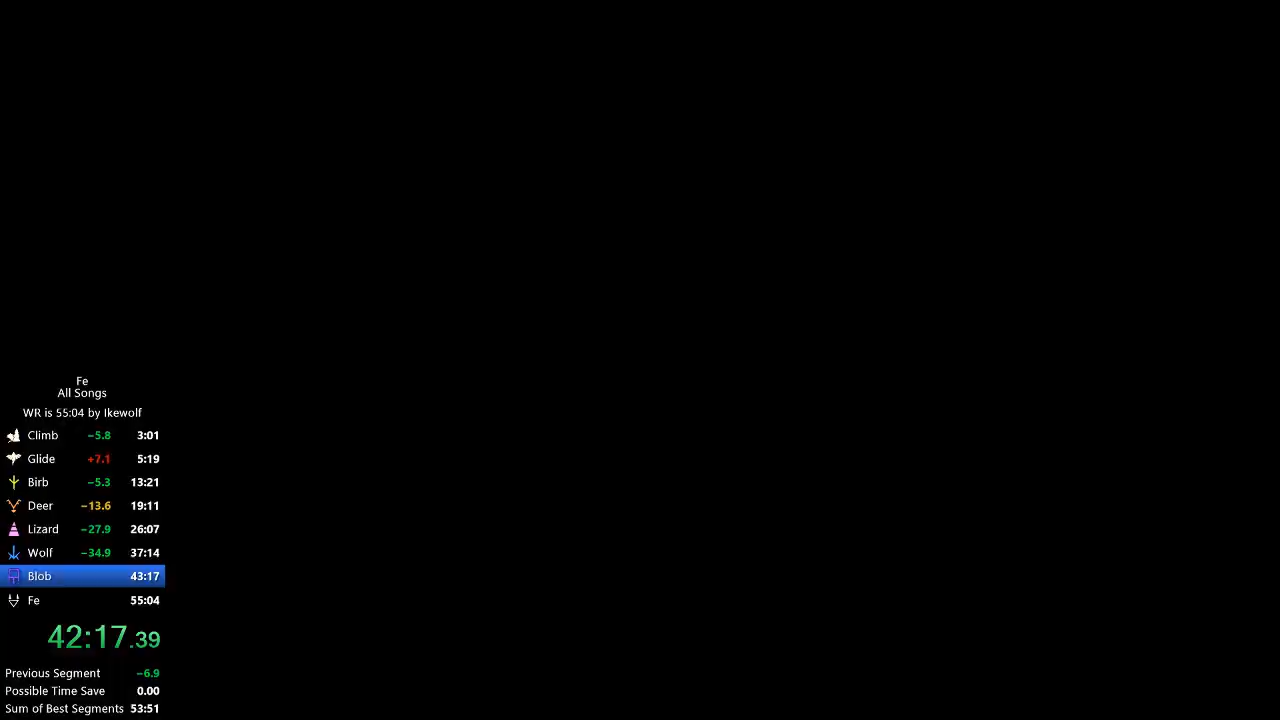 Fe
All Songs
WR is 55:04 by Ikewolf
Climb −5.8 3:01
Glide +7.1 5:19
Birb −5.3 13:21
Deer −13.6 19:11
Lizard −27.9 26:07
Wolf −34.9 37:14
Blob 43:17
Fe 55:04
42:17.39
Previous Segment −6.9
Possible Time Save 0.00
Sum of Best Segments 53:51